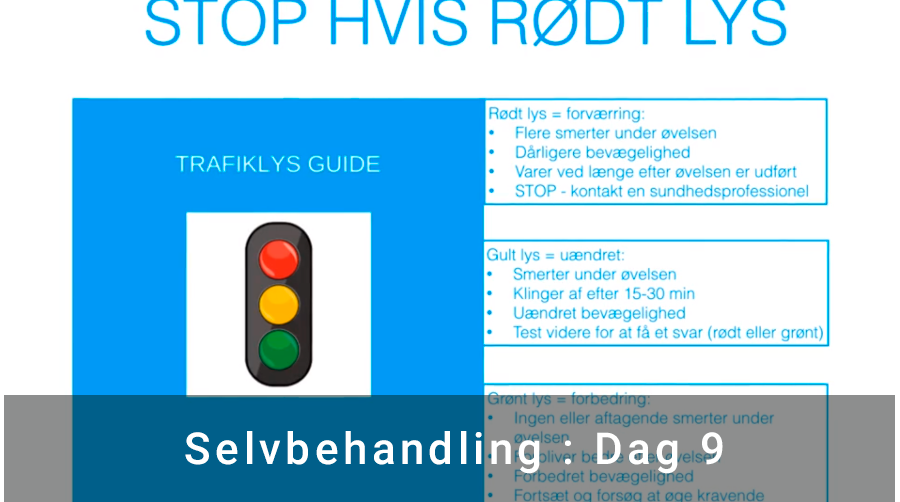 STOP HVIS RØDT LYS
TRAFIKLYS GUIDE
Rødt lys = forværring:
• Flere smerter under øvelsen
• Dårligere bevægelighed
• Varer ved længe efter øvelsen er udført
• STOP - kontakt en sundhedsprofessionel
Gult lys = uændret:
• Smerter under øvelsen
• Klinger af efter 15-30 min
• Uændret bevægelighed
• Test videre for at få et svar (rødt eller grønt)
Grønt lys = forbedring:
• Ingen eller aftagende smerter under
øvelsen
• Forbliver bedre efter øvelsen
• Forbedret bevægelighed
• Fortsæt og forsøg at øge kravende
Selvbehandling : Dag 9